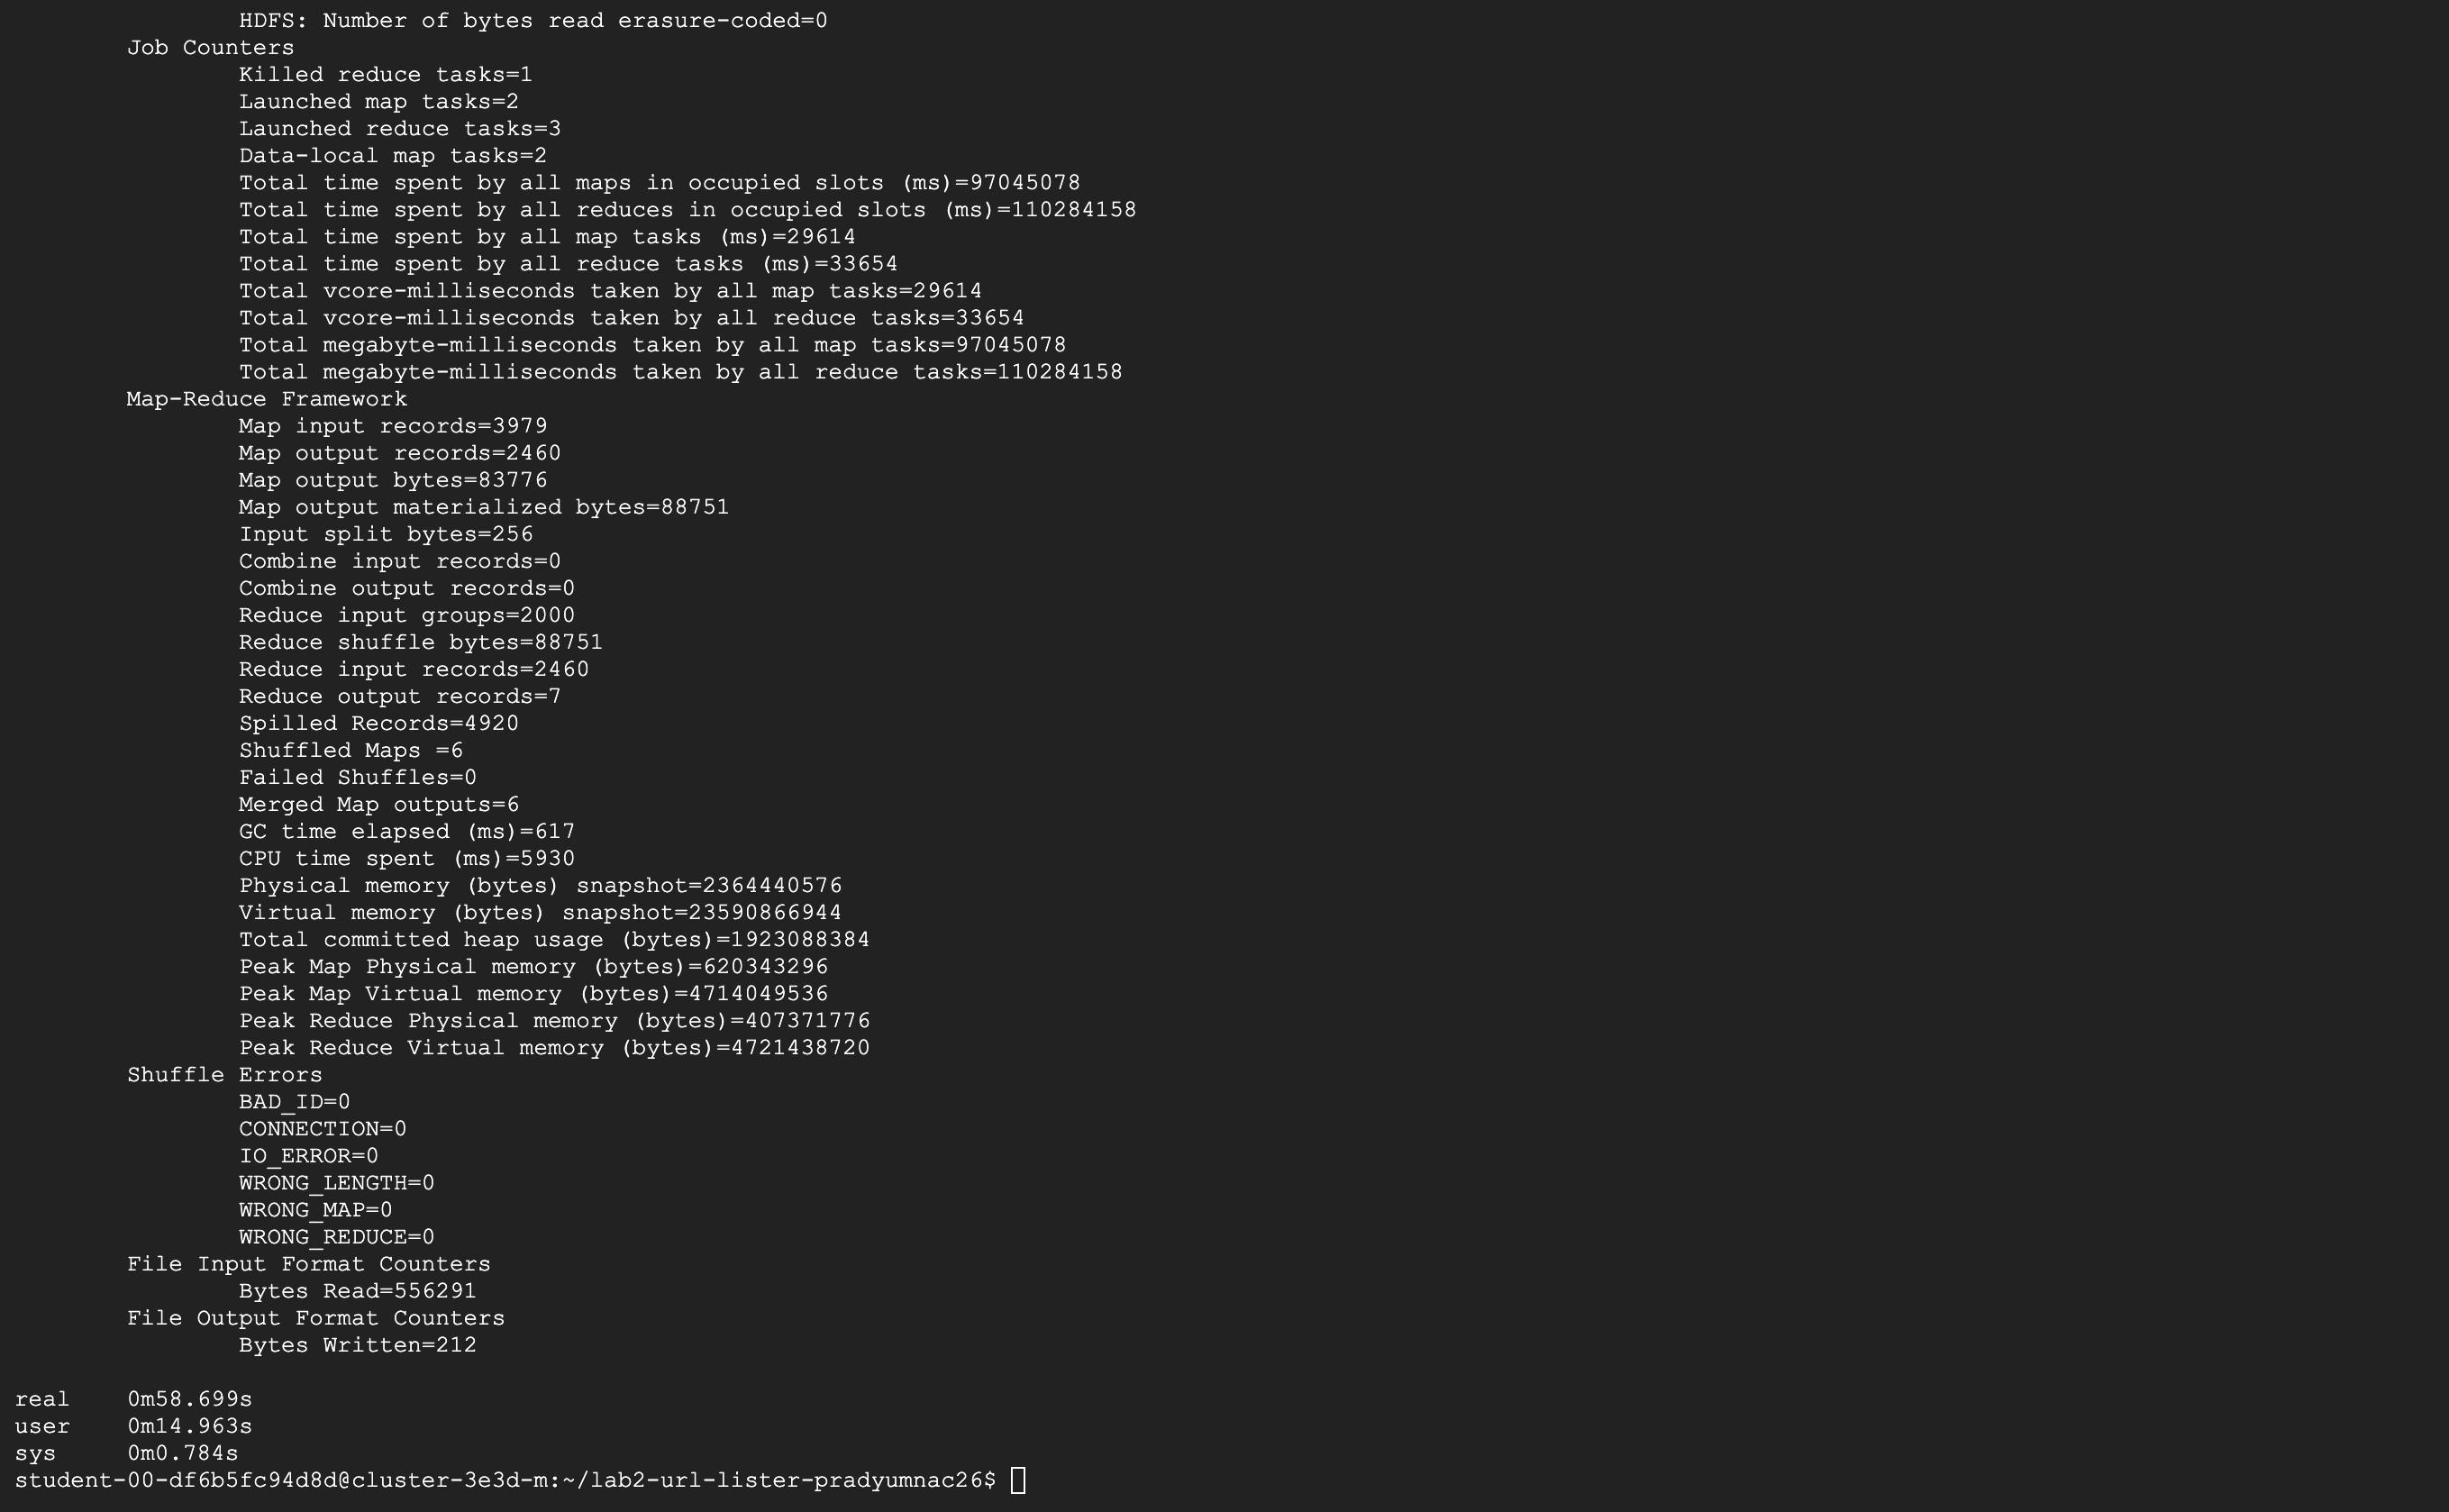 HDFS: Number of bytes read erasure-coded=0
Job Counters
Killed reduce tasks=1
Launched map tasks=2
Launched reduce tasks=3
Data-local map tasks=2
Total time spent by all maps in occupied slots (ms)=97045078
Total time spent by all reduces in occupied slots (ms)=110284158
Total time spent by all map tasks (ms)=29614
Total time spent by all reduce tasks (ms)=33654
Total vcore-milliseconds taken by all map tasks=29614
Total vcore-milliseconds taken by all reduce tasks=33654
Total megabyte-milliseconds taken by all map tasks=97045078
Total megabyte-milliseconds taken by all reduce tasks=110284158
Map-Reduce Framework
Map input records=3979
Map output records=2460
Map output bytes=83776
Map output materialized bytes=88751
Input split bytes=256
Combine input records=0
Combine output records=0
Reduce input groups=2000
Reduce shuffle bytes=88751
Reduce input records=2460
Reduce output records=7
Spilled Records=4920
Shuffled Maps =6
Failed Shuffles=0
Merged Map outputs=6
GC time elapsed (ms)=617
CPU time spent (ms)=5930
Physical memory (bytes) snapshot=2364440576
Virtual memory (bytes) snapshot=23590866944
Total committed heap usage (bytes)=1923088384
Peak Map Physical memory (bytes)=620343296
Peak Map Virtual memory (bytes)=4714049536
Peak Reduce Physical memory (bytes)=407371776
Peak Reduce Virtual memory (bytes)=4721438720
Shuffle Errors
BAD_ID=0
CONNECTION=0
IO_ERROR=0
WRONG_LENGTH=0
WRONG_MAP=0
WRONG_REDUCE=0
File Input Format Counters
Bytes Read=556291
File Output Format Counters
Bytes Written=212
real 0m58.699s
user 0m14.963s
sys 0m0.784s
student-00-df6b5fc94d8d@cluster-3e3d-m:~/lab2-url-lister-pradyumnac26$